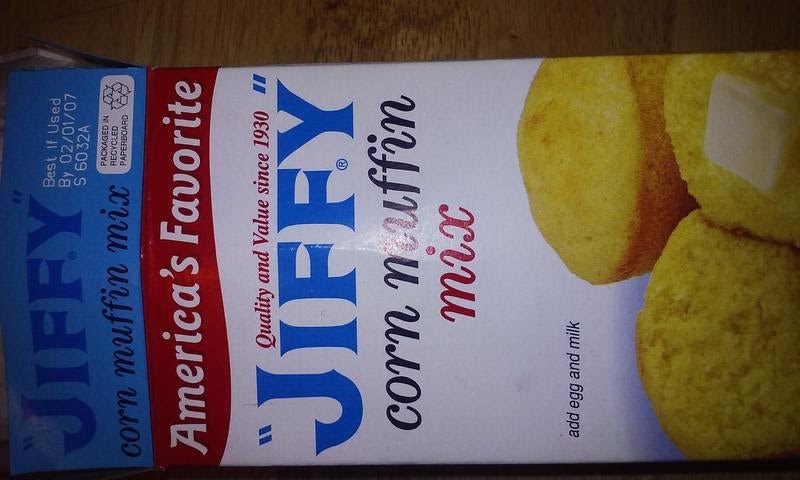 Best If Used
By 02/01/07
S 6032A
PACKAGED IN
RECYCLED
PAPERBOARD
"JIFFY"®
corn muffin mix
America's Favorite
Quality and Value since 1930
"JIFFY"®
corn muffin
mix
add egg and milk